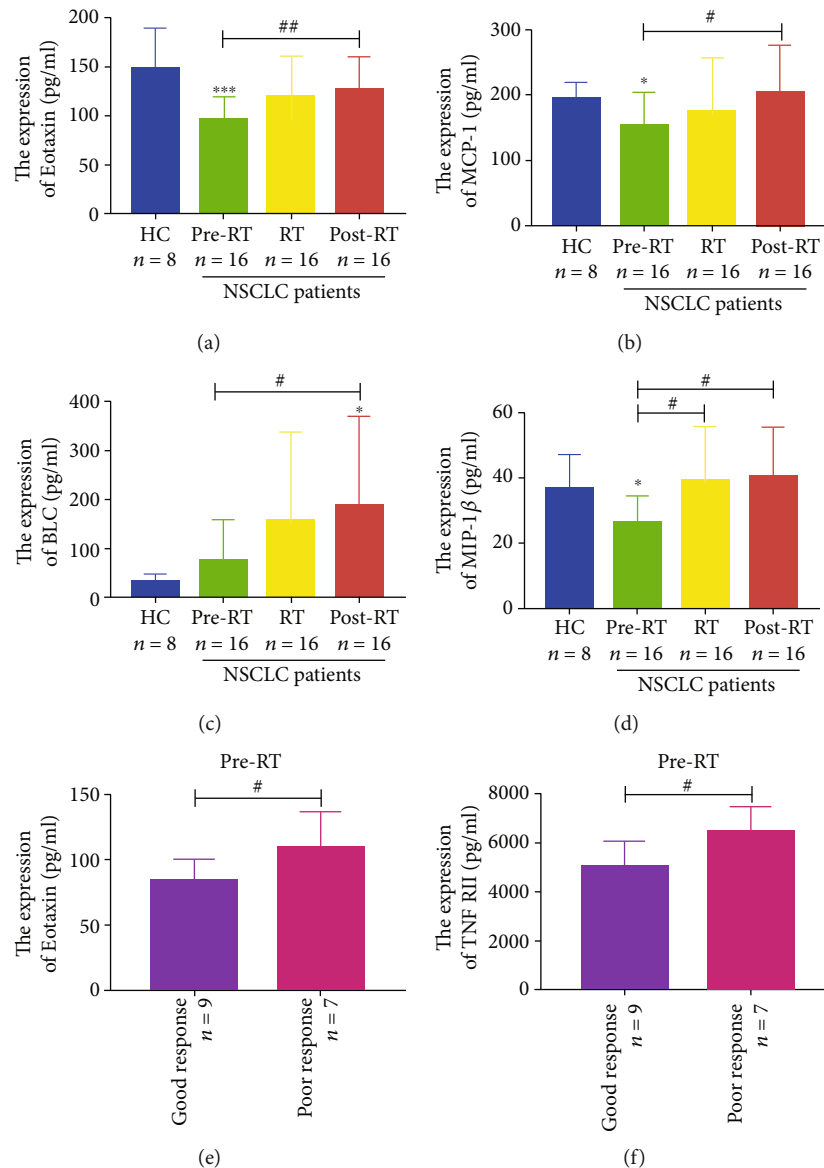 The expression
of Eotaxin (pg/ml)
200
150
100
50
0
##
***
HC
Pre-RT
RT
Post-RT
n = 8
n = 16
n = 16
n = 16
NSCLC patients
(a)
The expression
of MCP-1 (pg/ml)
300
200
100
0
#
*
HC
Pre-RT
RT
Post-RT
n = 8
n = 16
n = 16
n = 16
NSCLC patients
(b)
The expression
of BLC (pg/ml)
400
300
200
100
0
#
*
HC
Pre-RT
RT
Post-RT
n = 8
n = 16
n = 16
n = 16
NSCLC patients
(c)
The expression
of MIP-1β (pg/ml)
60
40
20
0
#
#
*
HC
Pre-RT
RT
Post-RT
n = 8
n = 16
n = 16
n = 16
NSCLC patients
(d)
Pre-RT
The expression
of Eotaxin (pg/ml)
150
100
50
0
#
Good response
n = 9
Poor response
n = 7
(e)
Pre-RT
The expression
of TNF RII (pg/ml)
8000
6000
4000
2000
0
#
Good response
n = 9
Poor response
n = 7
(f)